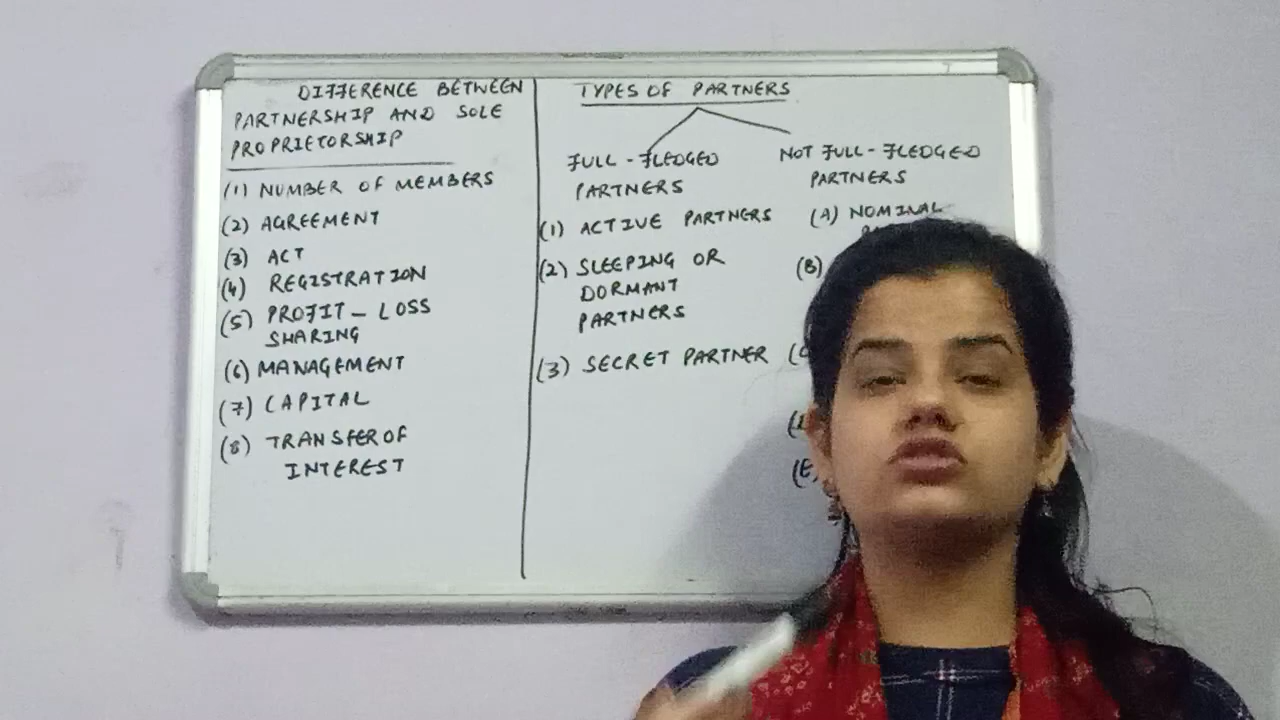 DIFFERENCE BETWEEN
PARTNERSHIP AND SOLE
PROPRIETORSHIP
(1) NUMBER OF MEMBERS
(2) AGREEMENT
(3) ACT
(4) REGISTRATION
(5) PROFIT - LOSS
SHARING
(6) MANAGEMENT
(7) CAPITAL
(8) TRANSFER OF
INTEREST
TYPES OF PARTNERS
FULL - FLEDGED
PARTNERS
(1) ACTIVE PARTNERS
(2) SLEEPING OR
DORMANT
PARTNERS
(3) SECRET PARTNER
NOT FULL - FLEDGED
PARTNERS
(A) NOMINAL
(B)
(E)